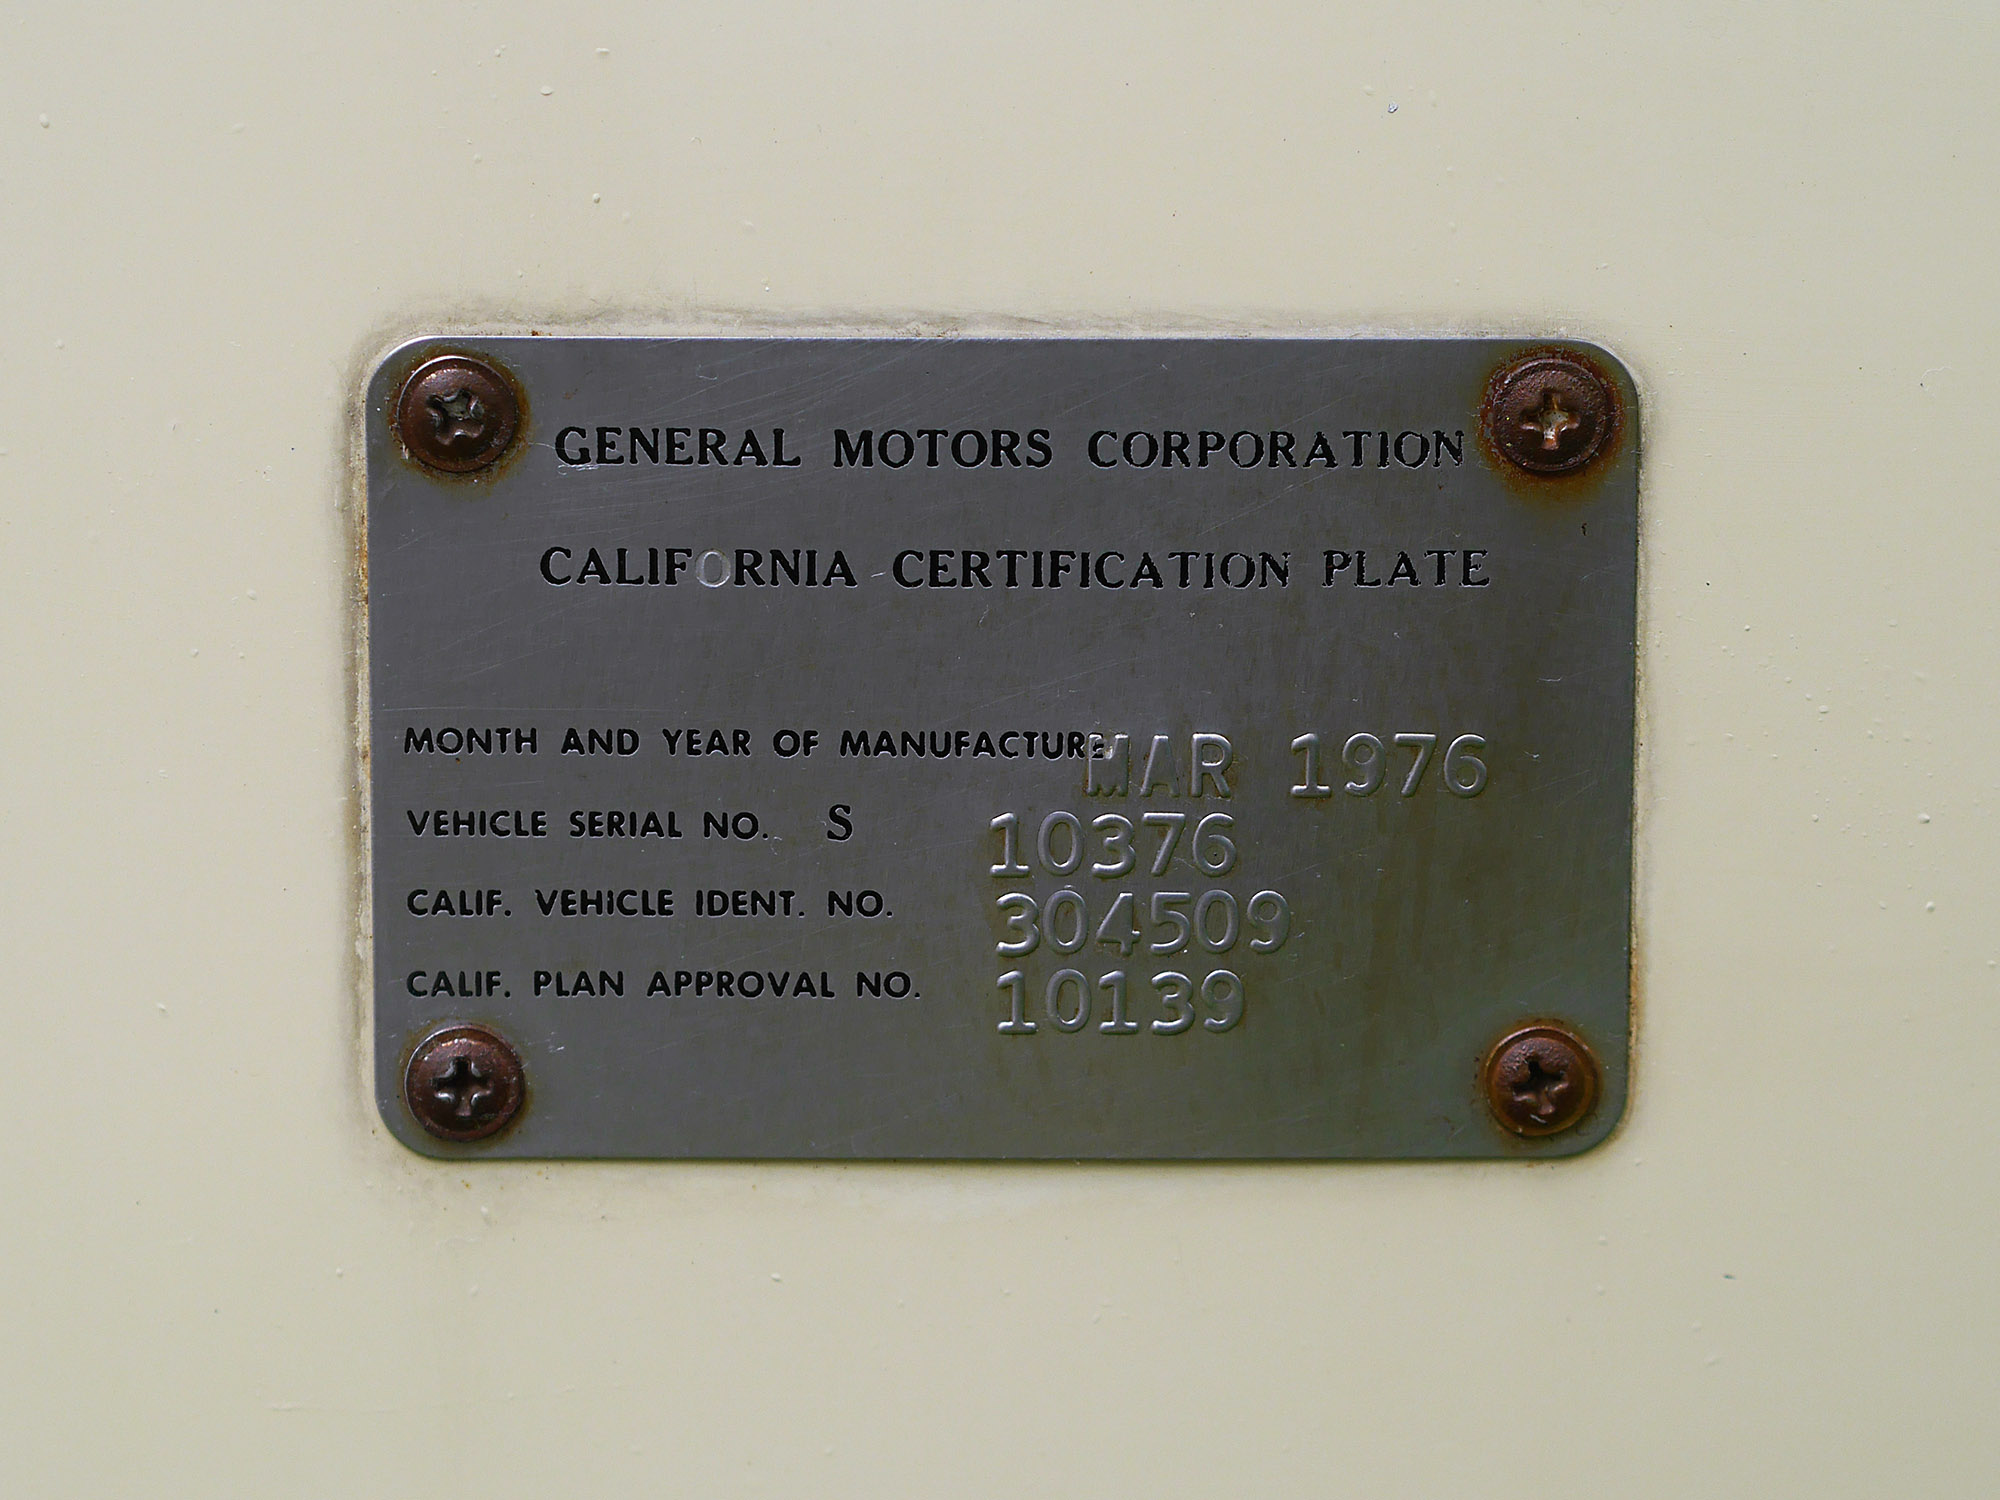 GENERAL MOTORS CORPORATION
CALIFORNIA CERTIFICATION PLATE
MONTH AND YEAR OF MANUFACTURE MAR 1976
VEHICLE SERIAL NO. S 10376
CALIF. VEHICLE IDENT. NO. 304509
CALIF. PLAN APPROVAL NO. 10139